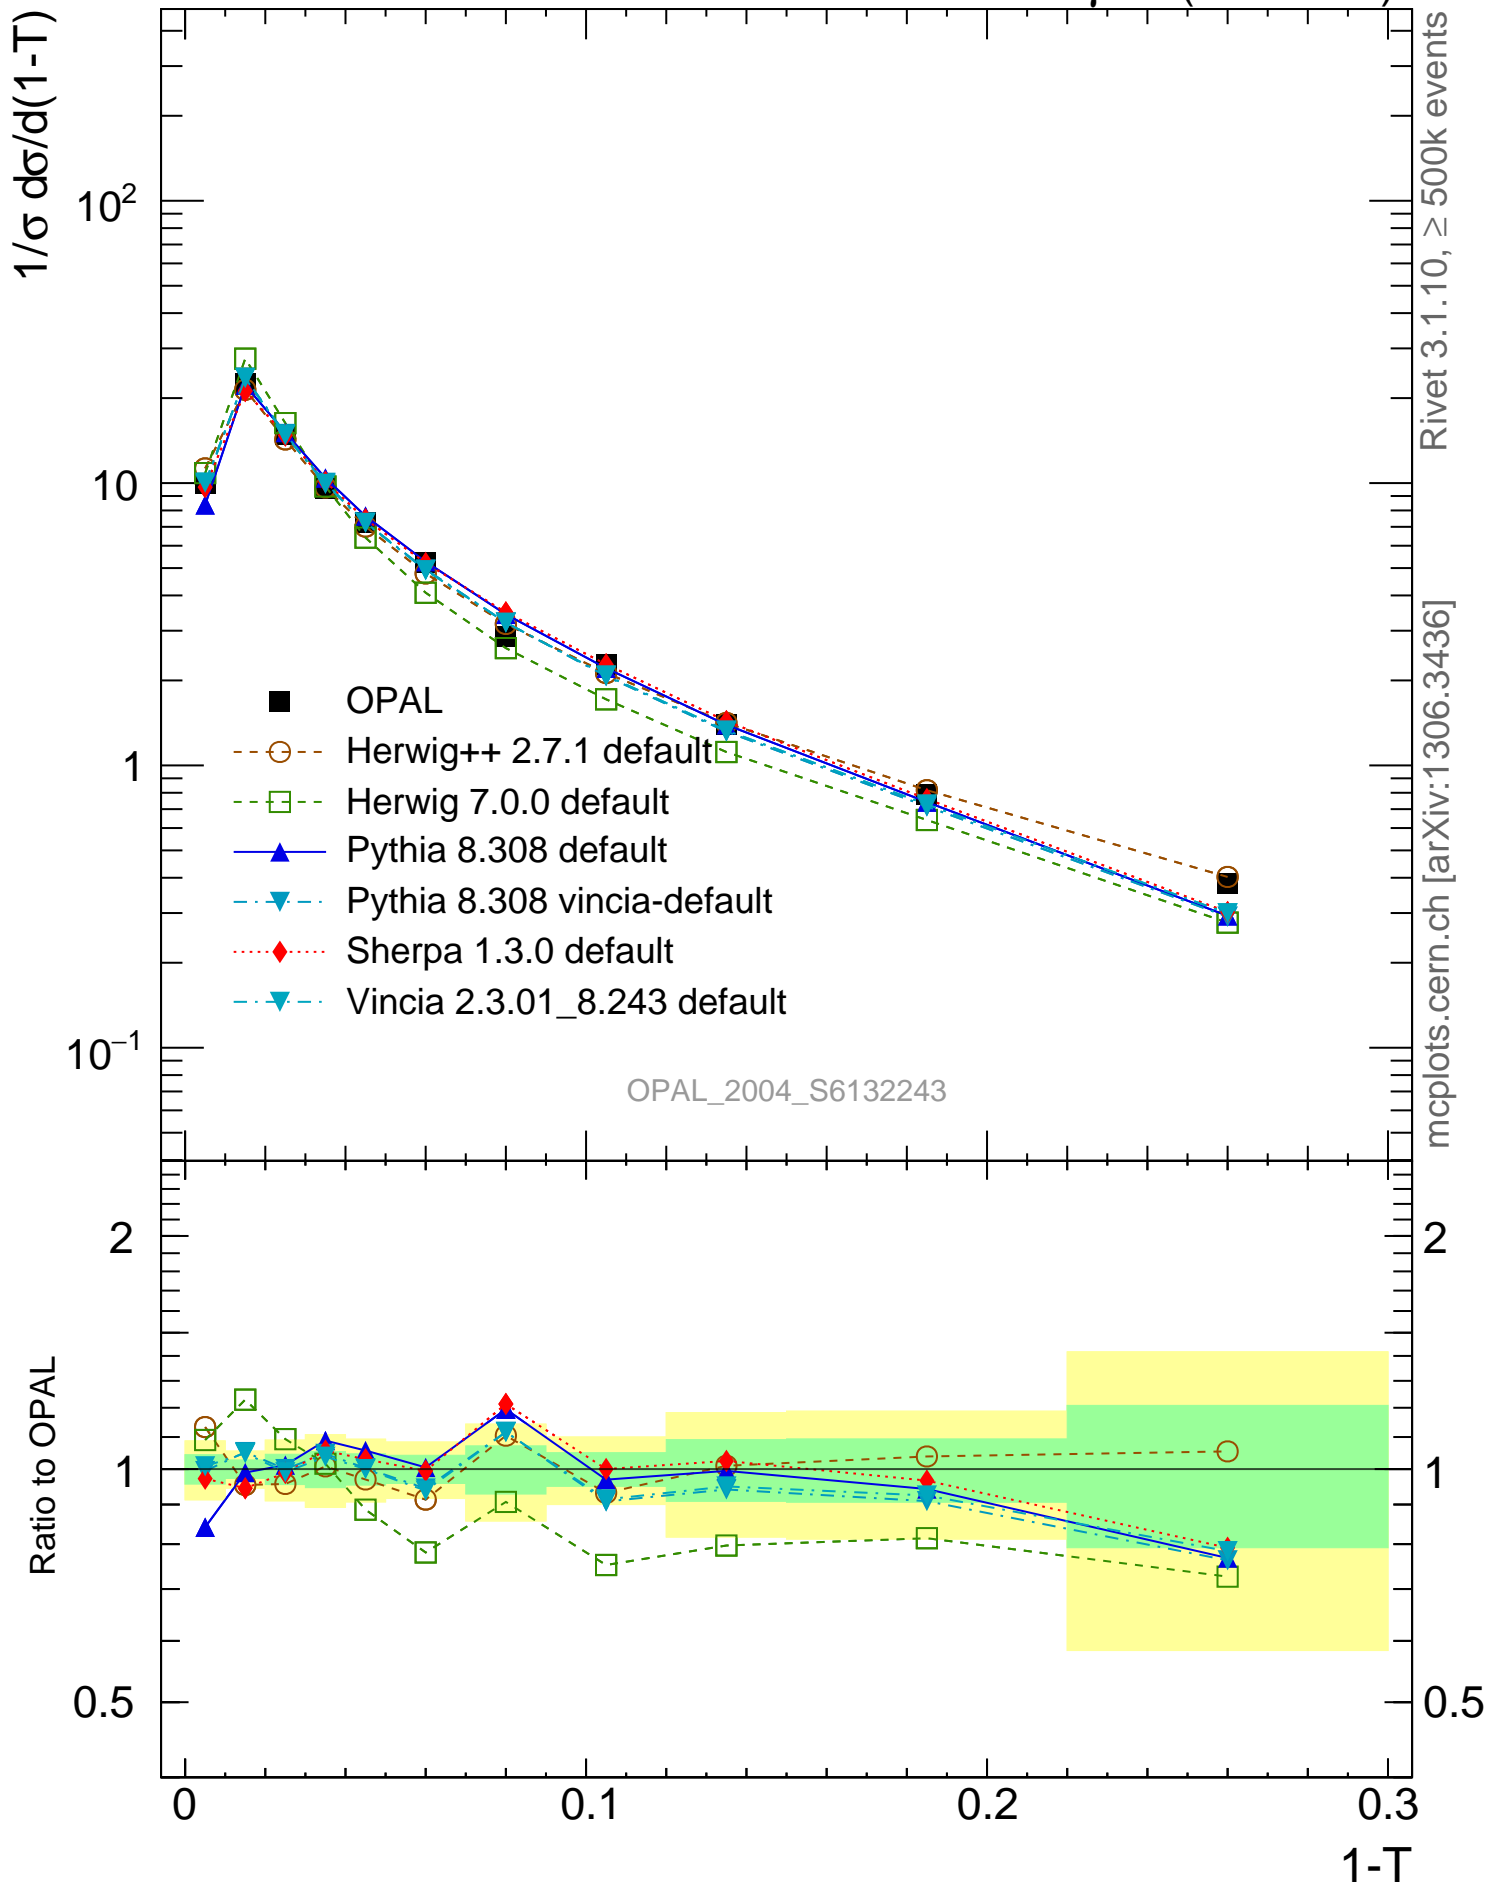 1/σ dσ/d(1-T)
10²
10
1
10⁻¹
OPAL
Herwig++ 2.7.1 default
Herwig 7.0.0 default
Pythia 8.308 default
Pythia 8.308 vincia-default
Sherpa 1.3.0 default
Vincia 2.3.01_8.243 default
OPAL_2004_S6132243
Rivet 3.1.10, ≥ 500k events
mcplots.cern.ch [arXiv:1306.3436]
Ratio to OPAL
2
1
0.5
2
1
0.5
0
0.1
0.2
0.3
1-T